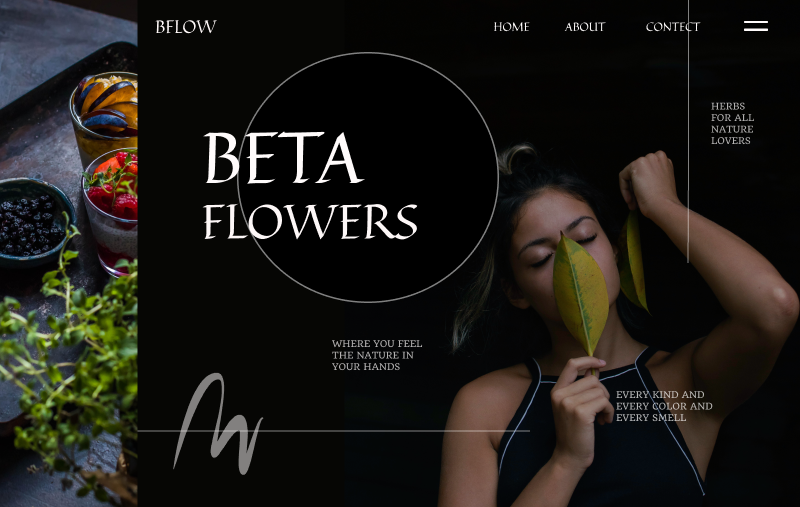 BFLOW
HOME
ABOUT
CONTECT
HERBS
FOR ALL
NATURE
LOVERS
BETA
FLOWERS
WHERE YOU FEEL
THE NATURE IN
YOUR HANDS
EVERY KIND AND
EVERY COLOR AND
EVERY SMELL